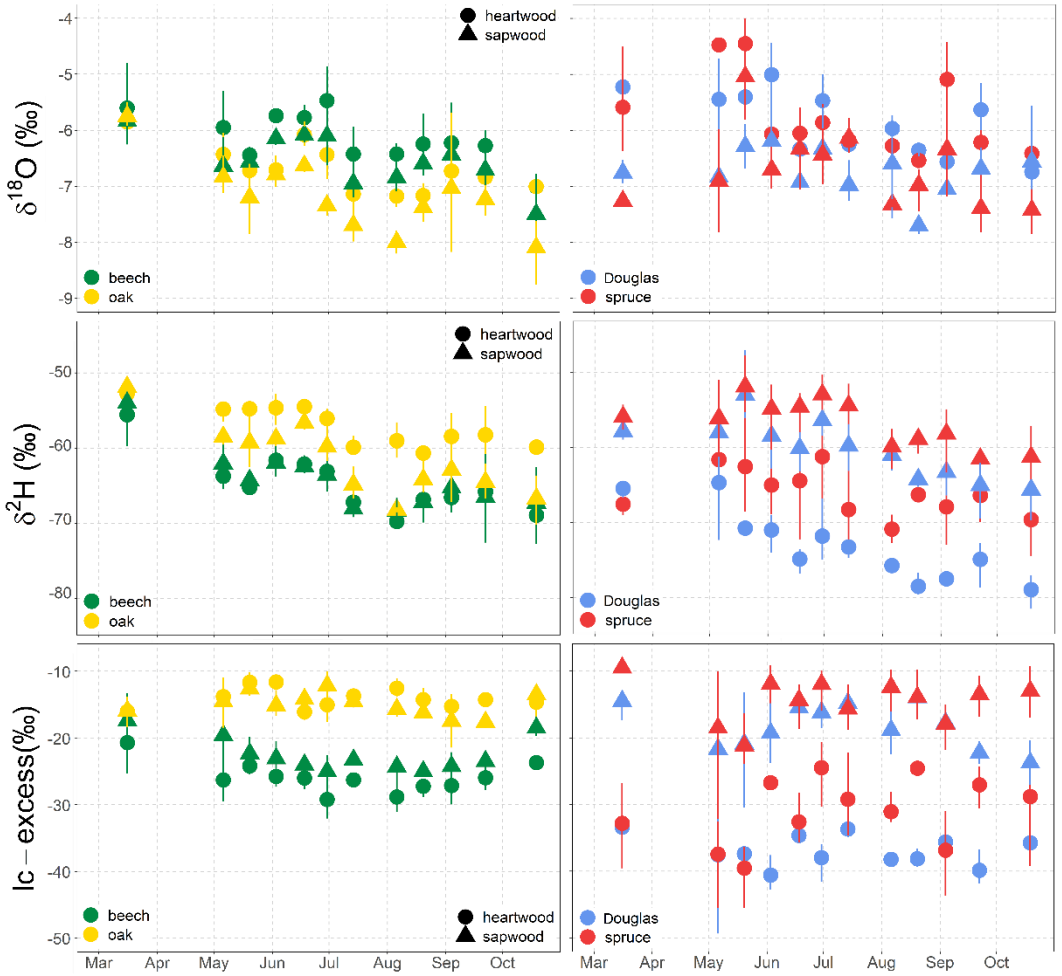 δ¹⁸O (‰)
-4
-5
-6
-7
-8
-9
heartwood
sapwood
beech
oak
Douglas
spruce
δ²H (‰)
-50
-60
-70
-80
heartwood
sapwood
beech
oak
Douglas
spruce
lc − excess(‰)
-10
-20
-30
-40
-50
beech
oak
heartwood
sapwood
Douglas
spruce
heartwood
sapwood
Mar Apr May Jun Jul Aug Sep Oct
Mar Apr May Jun Jul Aug Sep Oct